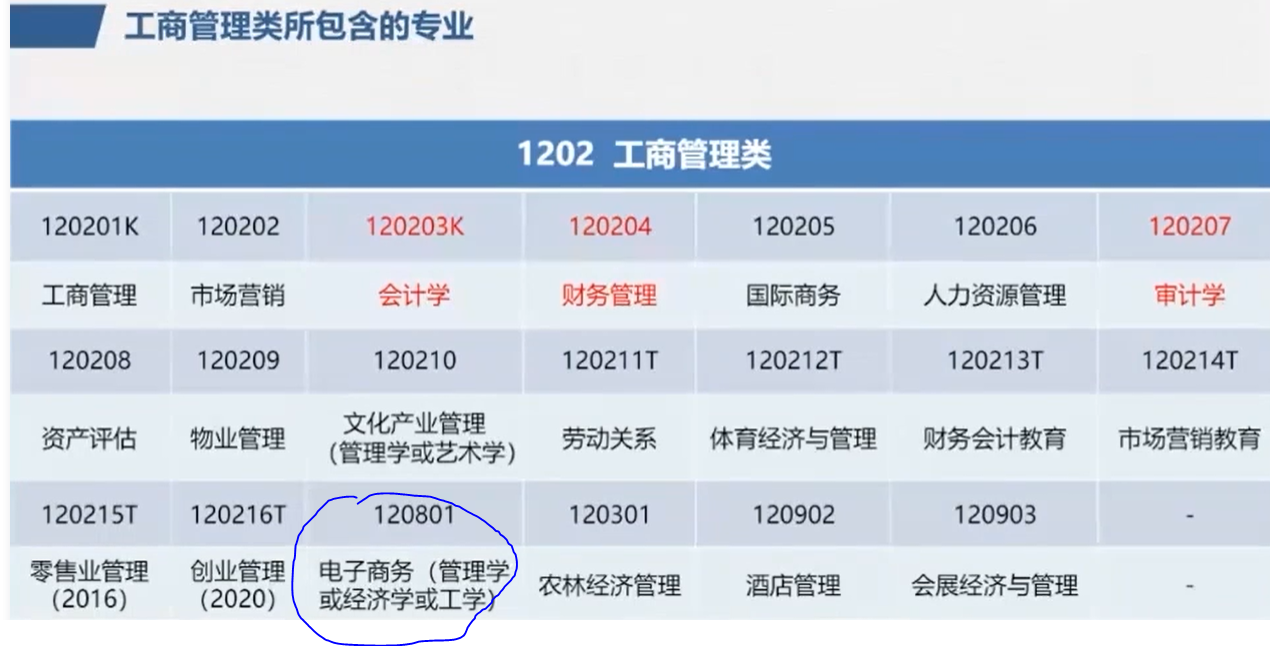 工商管理类所包含的专业
1202 工商管理类
120201K 120202 120203K 120204 120205 120206 120207
工商管理 市场营销 会计学 财务管理 国际商务 人力资源管理 审计学
120208 120209 120210 120211T 120212T 120213T 120214T
资产评估 物业管理 文化产业管理 劳动关系 体育经济与管理 财务会计教育 市场营销教育
（管理学或艺术学）
120215T 120216T 120801 120301 120902 120903 -
零售业管理 创业管理 电子商务（管理学 农林经济管理 酒店管理 会展经济与管理 -
（2016） （2020） 或经济学或工学）